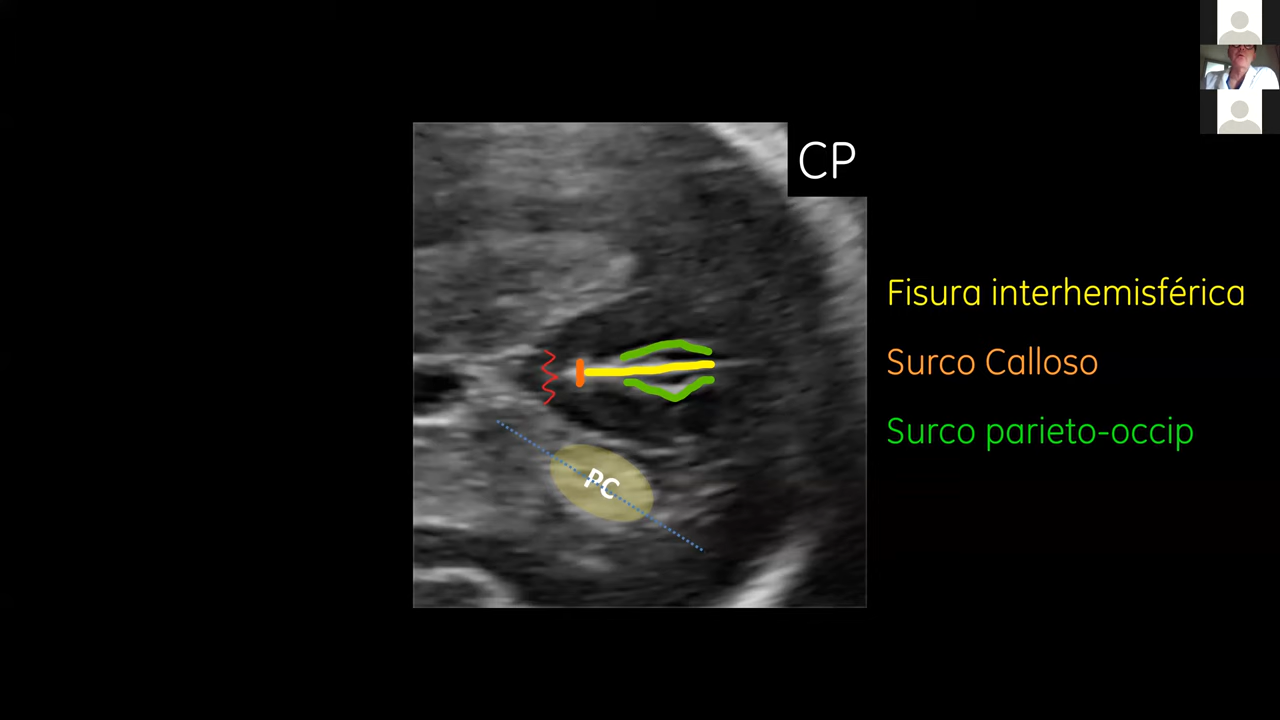 CP
Fisura interhemisférica
Surco Calloso
Surco parieto-occip
PC